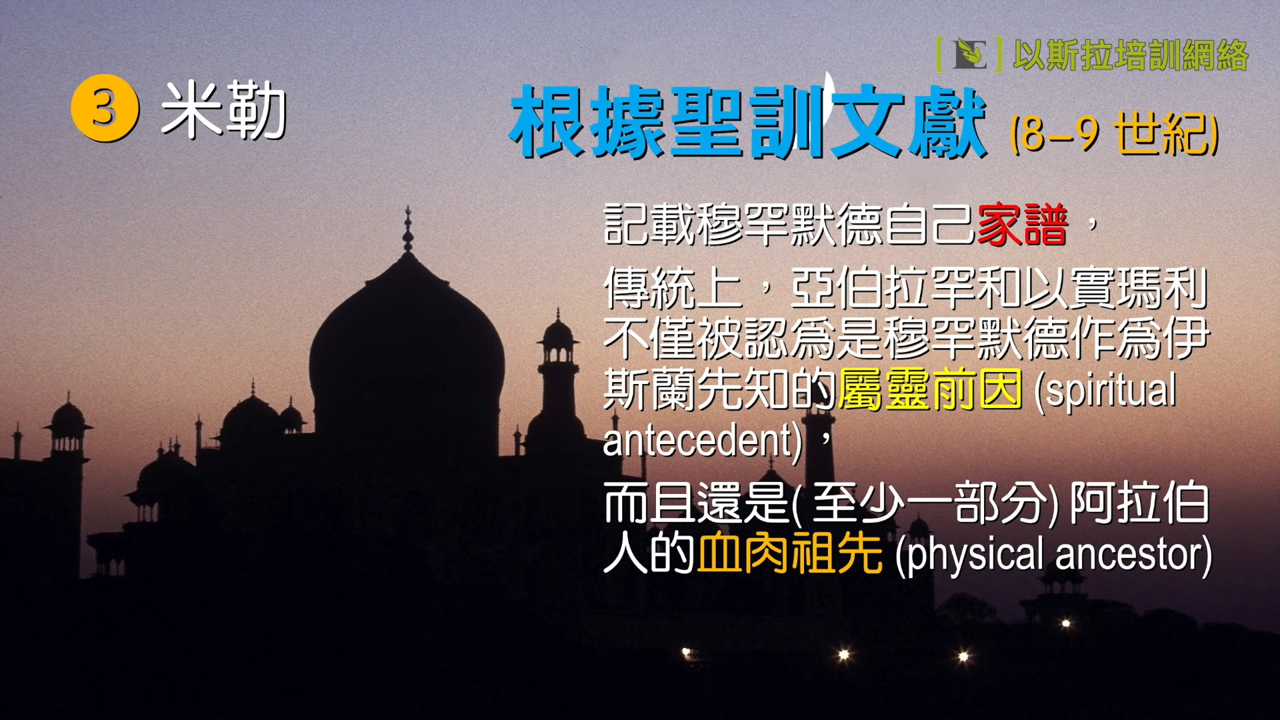 [ ] 以斯拉培訓網絡
3 米勒
根據聖訓文獻 (8–9 世紀)
記載穆罕默德自己家譜，
傳統上，亞伯拉罕和以實瑪利
不僅被認為是穆罕默德作為伊
斯蘭先知的屬靈前因 (spiritual
antecedent)，
而且還是( 至少一部分) 阿拉伯
人的血肉祖先 (physical ancestor)